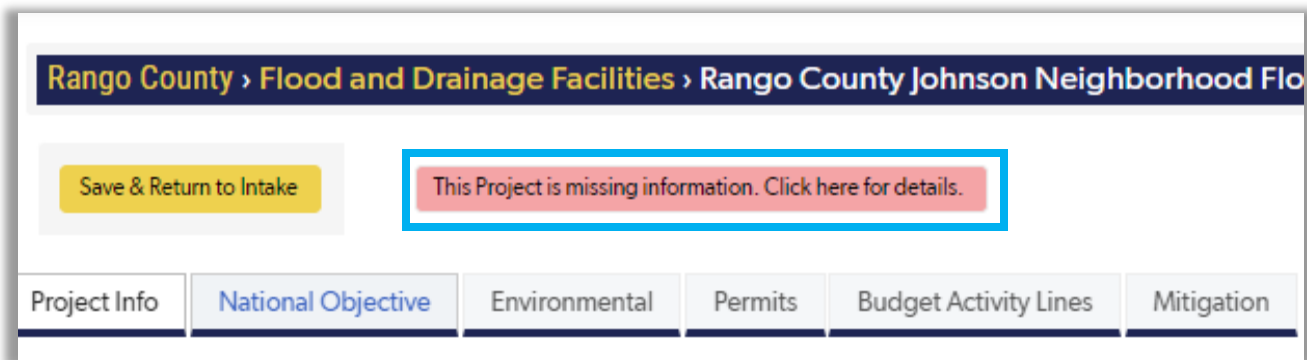 Rango County › Flood and Drainage Facilities › Rango County Johnson Neighborhood Flo
Save & Return to Intake This Project is missing information. Click here for details.
Project Info National Objective Environmental Permits Budget Activity Lines Mitigation